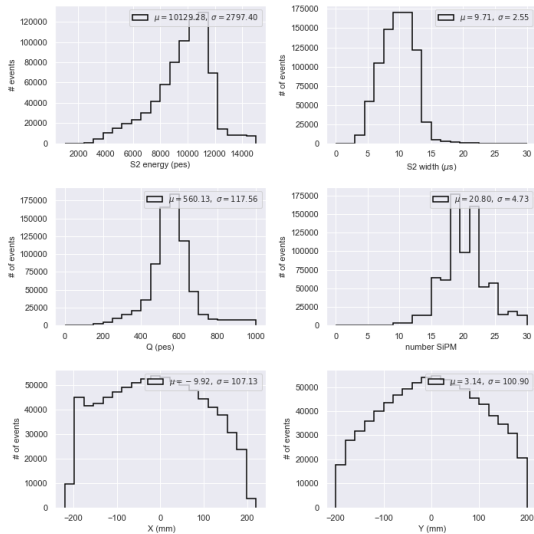 μ = 10129.28, σ = 2797.40
# of events
120000
100000
80000
60000
40000
20000
0
2000 4000 6000 8000 10000 12000 14000
S2 energy (pes)
μ = 9.71, σ = 2.55
# of events
175000
150000
125000
100000
75000
50000
25000
0
0 5 10 15 20 25 30
S2 width (μs)
μ = 560.13, σ = 117.56
# of events
175000
150000
125000
100000
75000
50000
25000
0
0 200 400 600 800 1000
Q (pes)
μ = 20.80, σ = 4.73
# of events
175000
150000
125000
100000
75000
50000
25000
0
0 5 10 15 20 25 30
number SiPM
μ = −9.92, σ = 107.13
# of events
50000
40000
30000
20000
10000
0
−200 −100 0 100 200
X (mm)
μ = 3.14, σ = 100.90
# of events
50000
40000
30000
20000
10000
0
−200 −100 0 100 200
Y (mm)